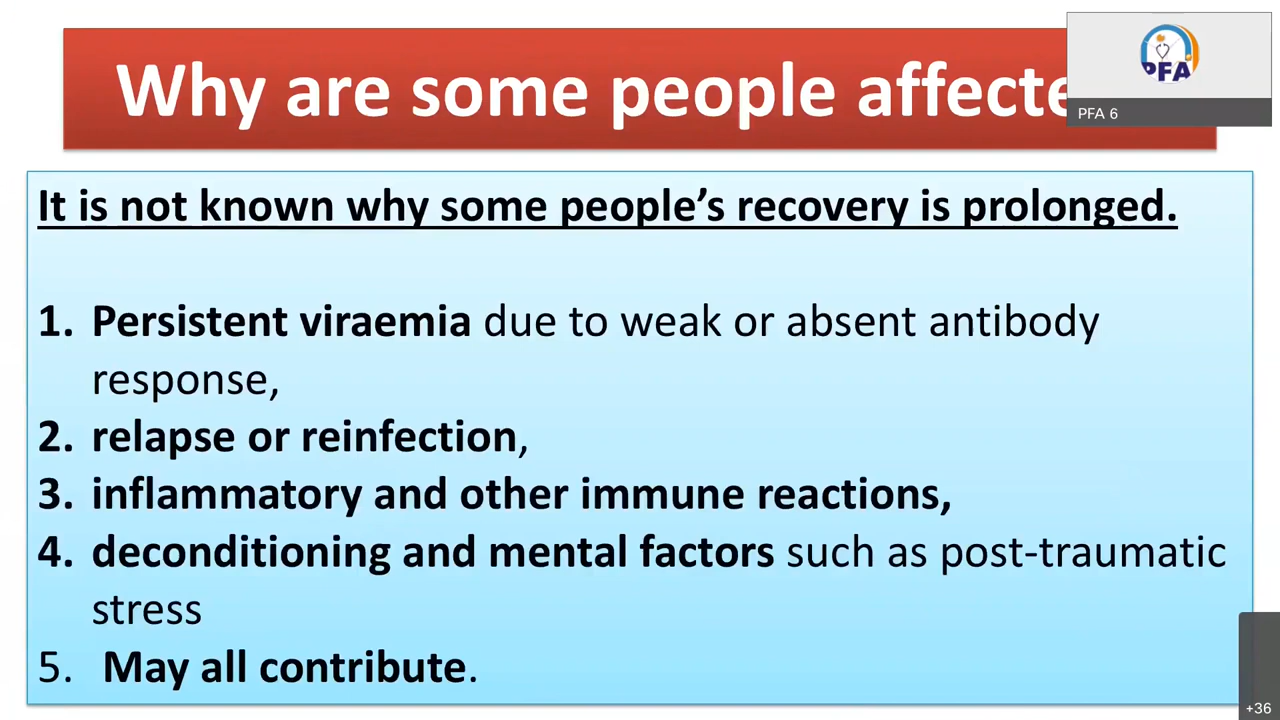 Why are some people affecte
PFA
PFA 6
It is not known why some people’s recovery is prolonged.
1. Persistent viraemia due to weak or absent antibody
response,
2. relapse or reinfection,
3. inflammatory and other immune reactions,
4. deconditioning and mental factors such as post-traumatic
stress
5. May all contribute.
+36